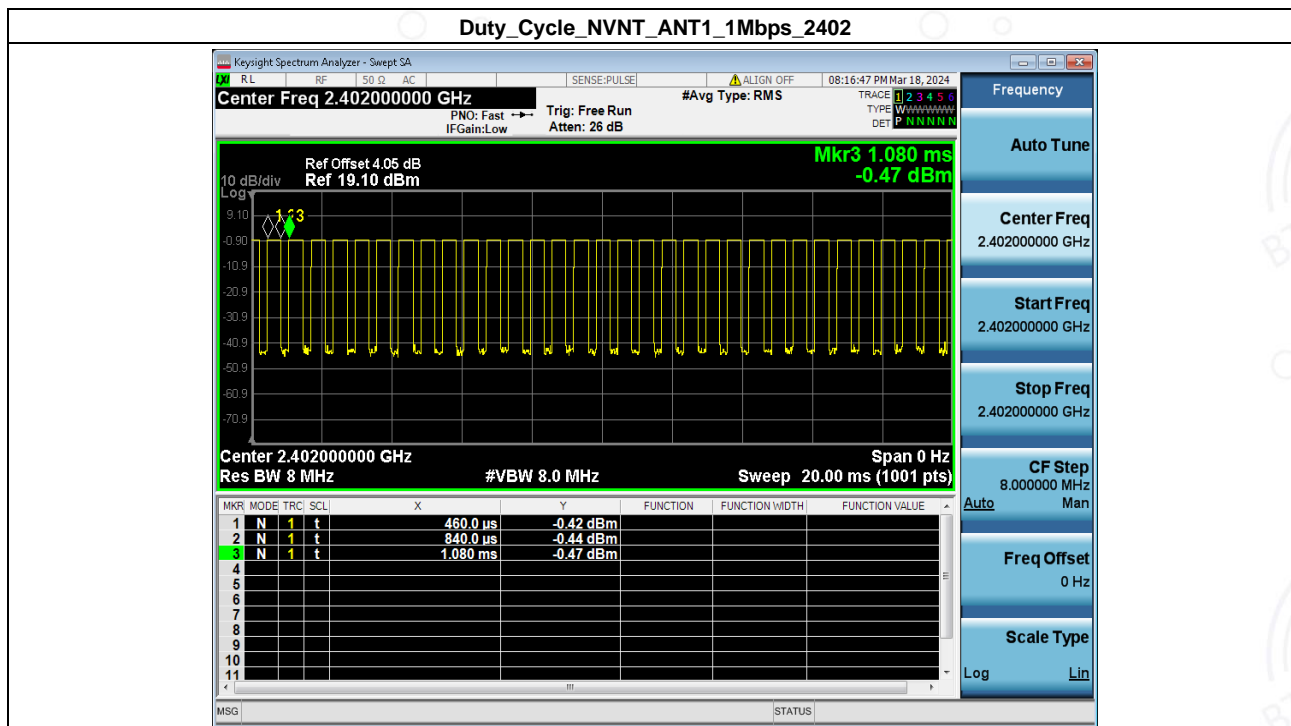 Duty_Cycle_NVNT_ANT1_1Mbps_2402
Keysight Spectrum Analyzer - Swept SA
LXI RL RF 50 Ω AC SENSE:PULSE ALIGN OFF 08:16:47 PM Mar 18, 2024
Center Freq 2.402000000 GHz
PNO: Fast
IFGain:Low
Trig: Free Run
Atten: 26 dB
#Avg Type: RMS
TRACE 1 2 3 4 5 6
TYPE WWWWWW
DET P N N N N N
Mkr3 1.080 ms
-0.47 dBm
Ref Offset 4.05 dB
10 dB/div Ref 19.10 dBm
Log
9.10
-0.90
-10.9
-20.9
-30.9
-40.9
-50.9
-60.9
-70.9
1 2 3
Center 2.402000000 GHz Span 0 Hz
Res BW 8 MHz #VBW 8.0 MHz Sweep 20.00 ms (1001 pts)
MKR MODE TRC SCL X Y FUNCTION FUNCTION WIDTH FUNCTION VALUE
1 N 1 t 460.0 µs -0.42 dBm
2 N 1 t 840.0 µs -0.44 dBm
3 N 1 t 1.080 ms -0.47 dBm
4
5
6
7
8
9
10
11
MSG STATUS
Frequency
Auto Tune
Center Freq
2.402000000 GHz
Start Freq
2.402000000 GHz
Stop Freq
2.402000000 GHz
CF Step
8.000000 MHz
Auto Man
Freq Offset
0 Hz
Scale Type
Log Lin